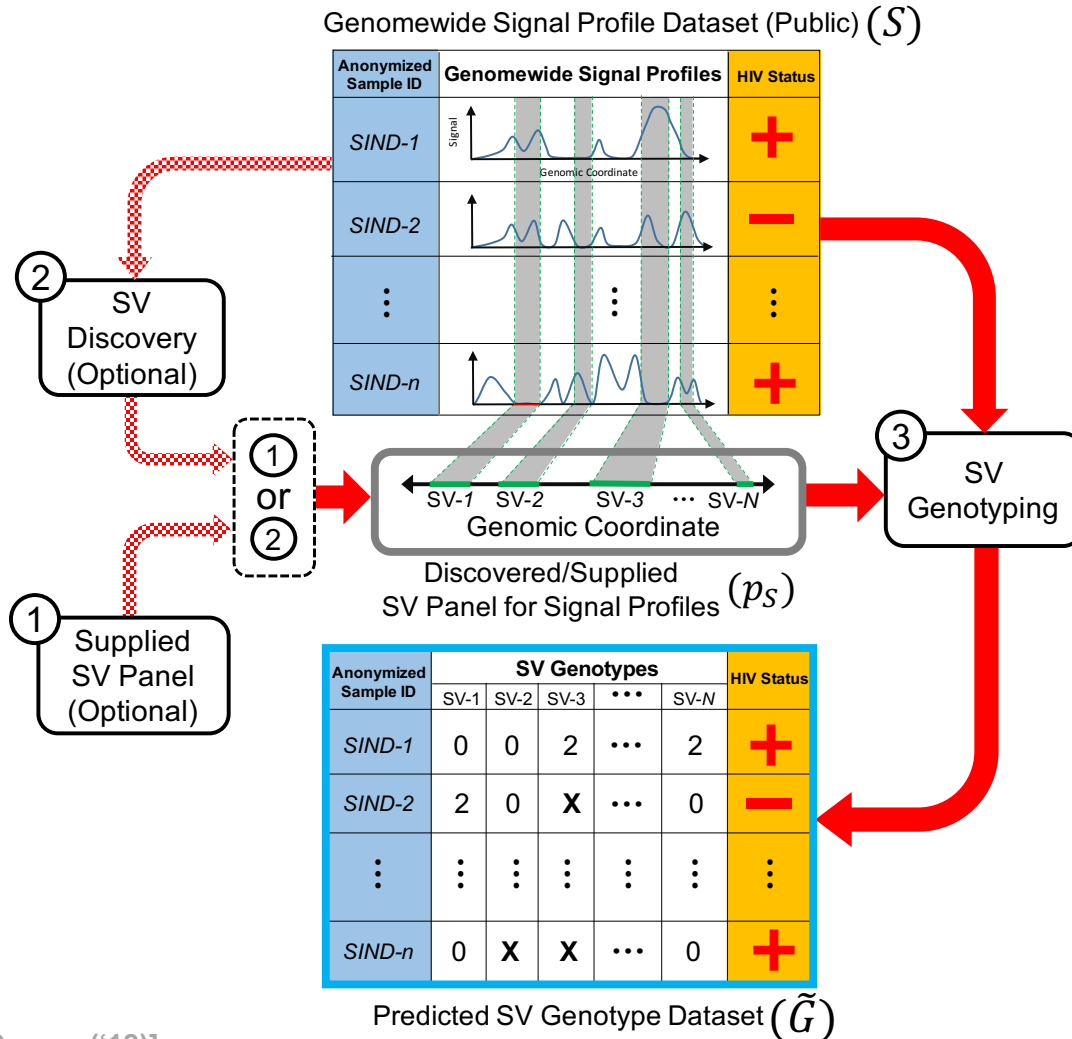 Genomewide Signal Profile Dataset (Public) (S)
Anonymized Sample ID
Genomewide Signal Profiles
HIV Status
SIND-1
Signal
Genomic Coordinate
+
SIND-2
−
⋮ ⋮ ⋮
SIND-n
+
2
SV
Discovery
(Optional)
1
or
2
1
Supplied
SV Panel
(Optional)
SV-1 SV-2 SV-3 ... SV-N
Genomic Coordinate
Discovered/Supplied
SV Panel for Signal Profiles (p_S)
3
SV
Genotyping
Anonymized Sample ID
SV Genotypes
HIV Status
SV-1 SV-2 SV-3 ... SV-N
SIND-1 0 0 2 ... 2 +
SIND-2 2 0 X ... 0 −
⋮ ⋮ ⋮ ⋮ ⋮ ⋮ ⋮
SIND-n 0 X X ... 0 +
Predicted SV Genotype Dataset (G̃)